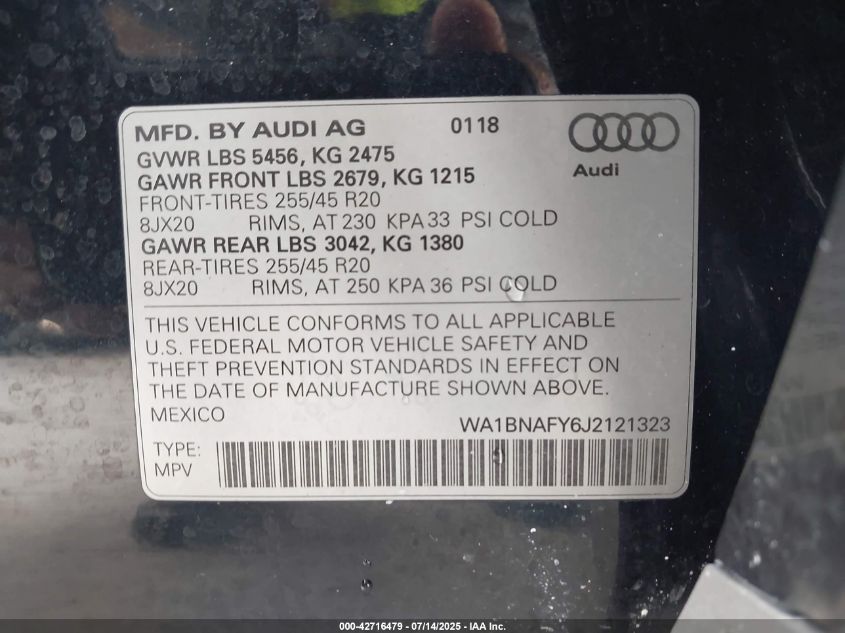 MFD. BY AUDI AG 0118
GVWR LBS 5456, KG 2475
GAWR FRONT LBS 2679, KG 1215
FRONT-TIRES 255/45 R20
8JX20 RIMS, AT 230 KPA 33 PSI COLD
GAWR REAR LBS 3042, KG 1380
REAR-TIRES 255/45 R20
8JX20 RIMS, AT 250 KPA 36 PSI COLD
Audi
THIS VEHICLE CONFORMS TO ALL APPLICABLE
U.S. FEDERAL MOTOR VEHICLE SAFETY AND
THEFT PREVENTION STANDARDS IN EFFECT ON
THE DATE OF MANUFACTURE SHOWN ABOVE.
MEXICO WA1BNAFY6J2121323
TYPE:
MPV
000-42716479 - 07/14/2025 - IAA Inc.